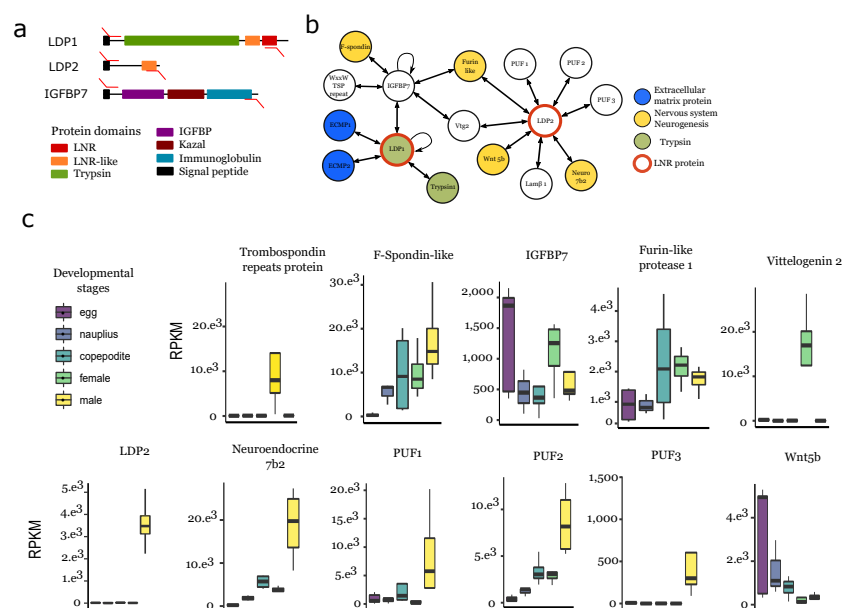 a
LDP1
LDP2
IGFBP7
Protein domains
LNR
LNR-like
Trypsin
IGFBP
Kazal
Immunoglobulin
Signal peptide
b
F-spondin
WxxW
TSP
repeat
IGFBP7
Furin
like
PUF 1
PUF 2
PUF 3
ECMP1
ECMP2
LDP1
Vtg2
LDP2
Wnt 5b
Trypsin1
Lamβ 1
Neuro
7b2
Extracellular
matrix protein
Nervous system
Neurogenesis
Trypsin
LNR protein
c
Developmental
stages
egg
nauplius
copepodite
female
male
Trombospondin
repeats protein
RPKM
20.e³
10.e³
0
F-Spondin-like
30.e³
20.e³
10.e³
0
IGFBP7
2,000
1,500
1,000
500
0
Furin-like
protease 1
4.e³
3.e³
2.e³
1.e³
0
Vittelogenin 2
20.e³
10.e³
0
LDP2
RPKM
5.e³
4.e³
3.e³
2.e³
1.e³
0
Neuroendocrine
7b2
20.e³
10.e³
0
PUF1
20.e³
15.e³
10.e³
5.e³
0
PUF2
10.e³
5.e³
0
PUF3
1,500
1,000
500
0
Wnt5b
4.e³
2.e³
0